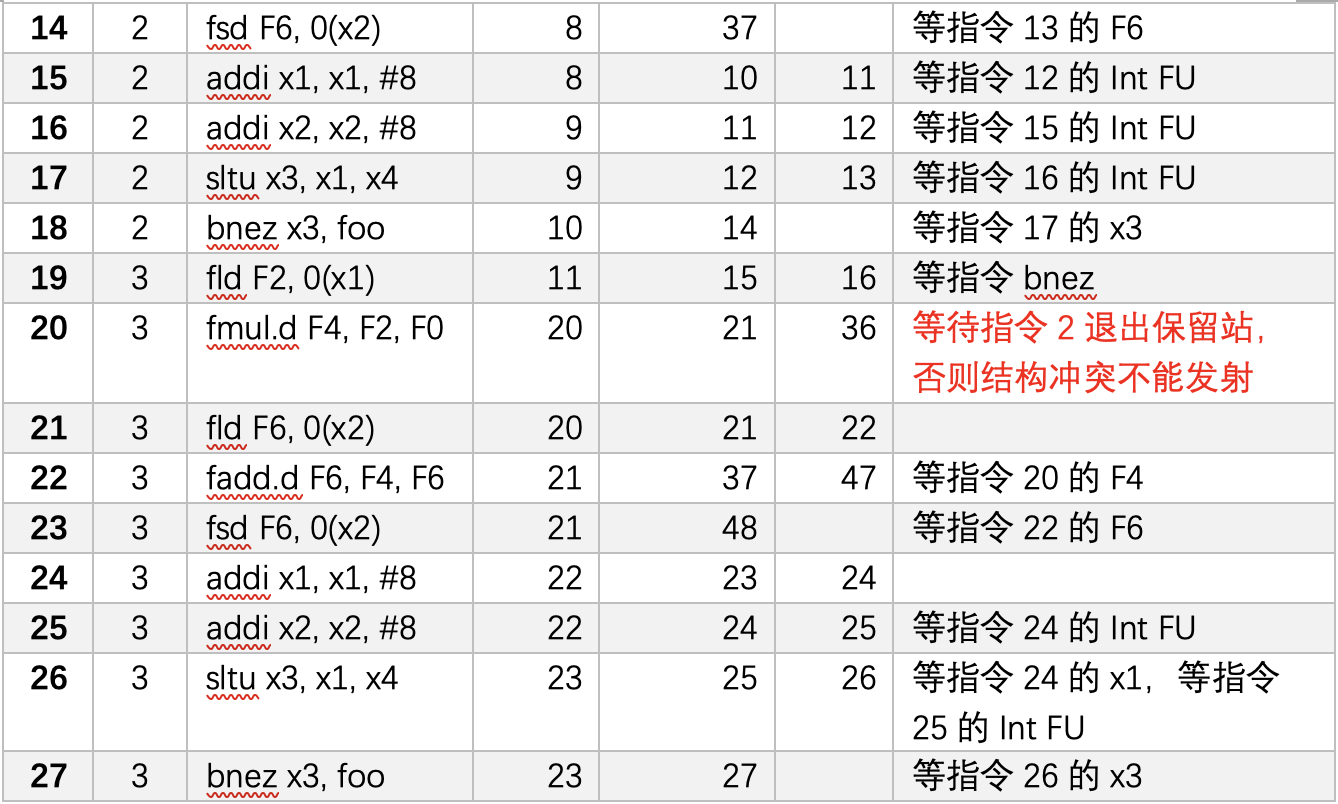 14 2 fsd F6, 0(x2) 8 37 等指令 13 的 F6
15 2 addi x1, x1, #8 8 10 11 等指令 12 的 Int FU
16 2 addi x2, x2, #8 9 11 12 等指令 15 的 Int FU
17 2 sltu x3, x1, x4 9 12 13 等指令 16 的 Int FU
18 2 bnez x3, foo 10 14 等指令 17 的 x3
19 3 fld F2, 0(x1) 11 15 16 等指令 bnez
20 3 fmul.d F4, F2, F0 20 21 36 等待指令 2 退出保留站,
否则结构冲突不能发射
21 3 fld F6, 0(x2) 20 21 22
22 3 fadd.d F6, F4, F6 21 37 47 等指令 20 的 F4
23 3 fsd F6, 0(x2) 21 48 等指令 22 的 F6
24 3 addi x1, x1, #8 22 23 24
25 3 addi x2, x2, #8 22 24 25 等指令 24 的 Int FU
26 3 sltu x3, x1, x4 23 25 26 等指令 24 的 x1, 等指令
25 的 Int FU
27 3 bnez x3, foo 23 27 等指令 26 的 x3